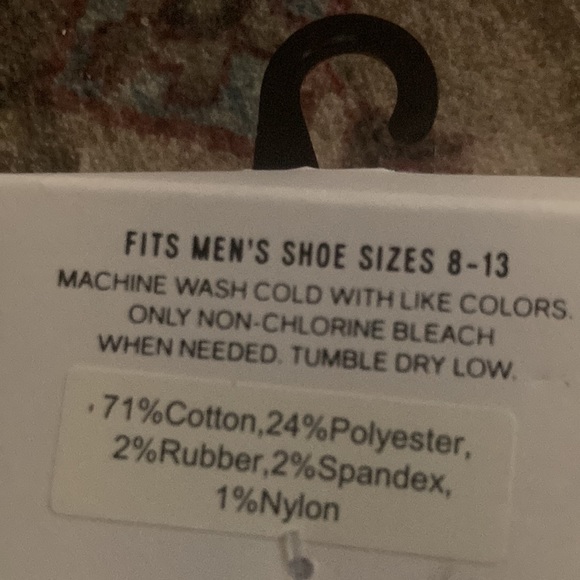 FITS MEN'S SHOE SIZES 8-13
MACHINE WASH COLD WITH LIKE COLORS.
ONLY NON-CHLORINE BLEACH
WHEN NEEDED. TUMBLE DRY LOW.
71%Cotton,24%Polyester,
2%Rubber,2%Spandex,
1%Nylon